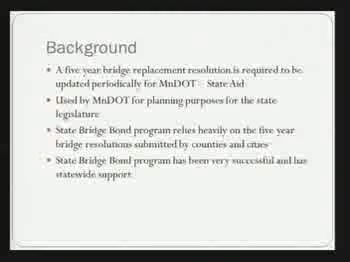 Background
A five year bridge replacement resolution is required to be
updated periodically for MnDOT – State Aid
Used by MnDOT for planning purposes for the state
legislature
State Bridge Bond program relies heavily on the five year
bridge resolutions submitted by counties and cities
State Bridge Bond program has been very successful and has
statewide support